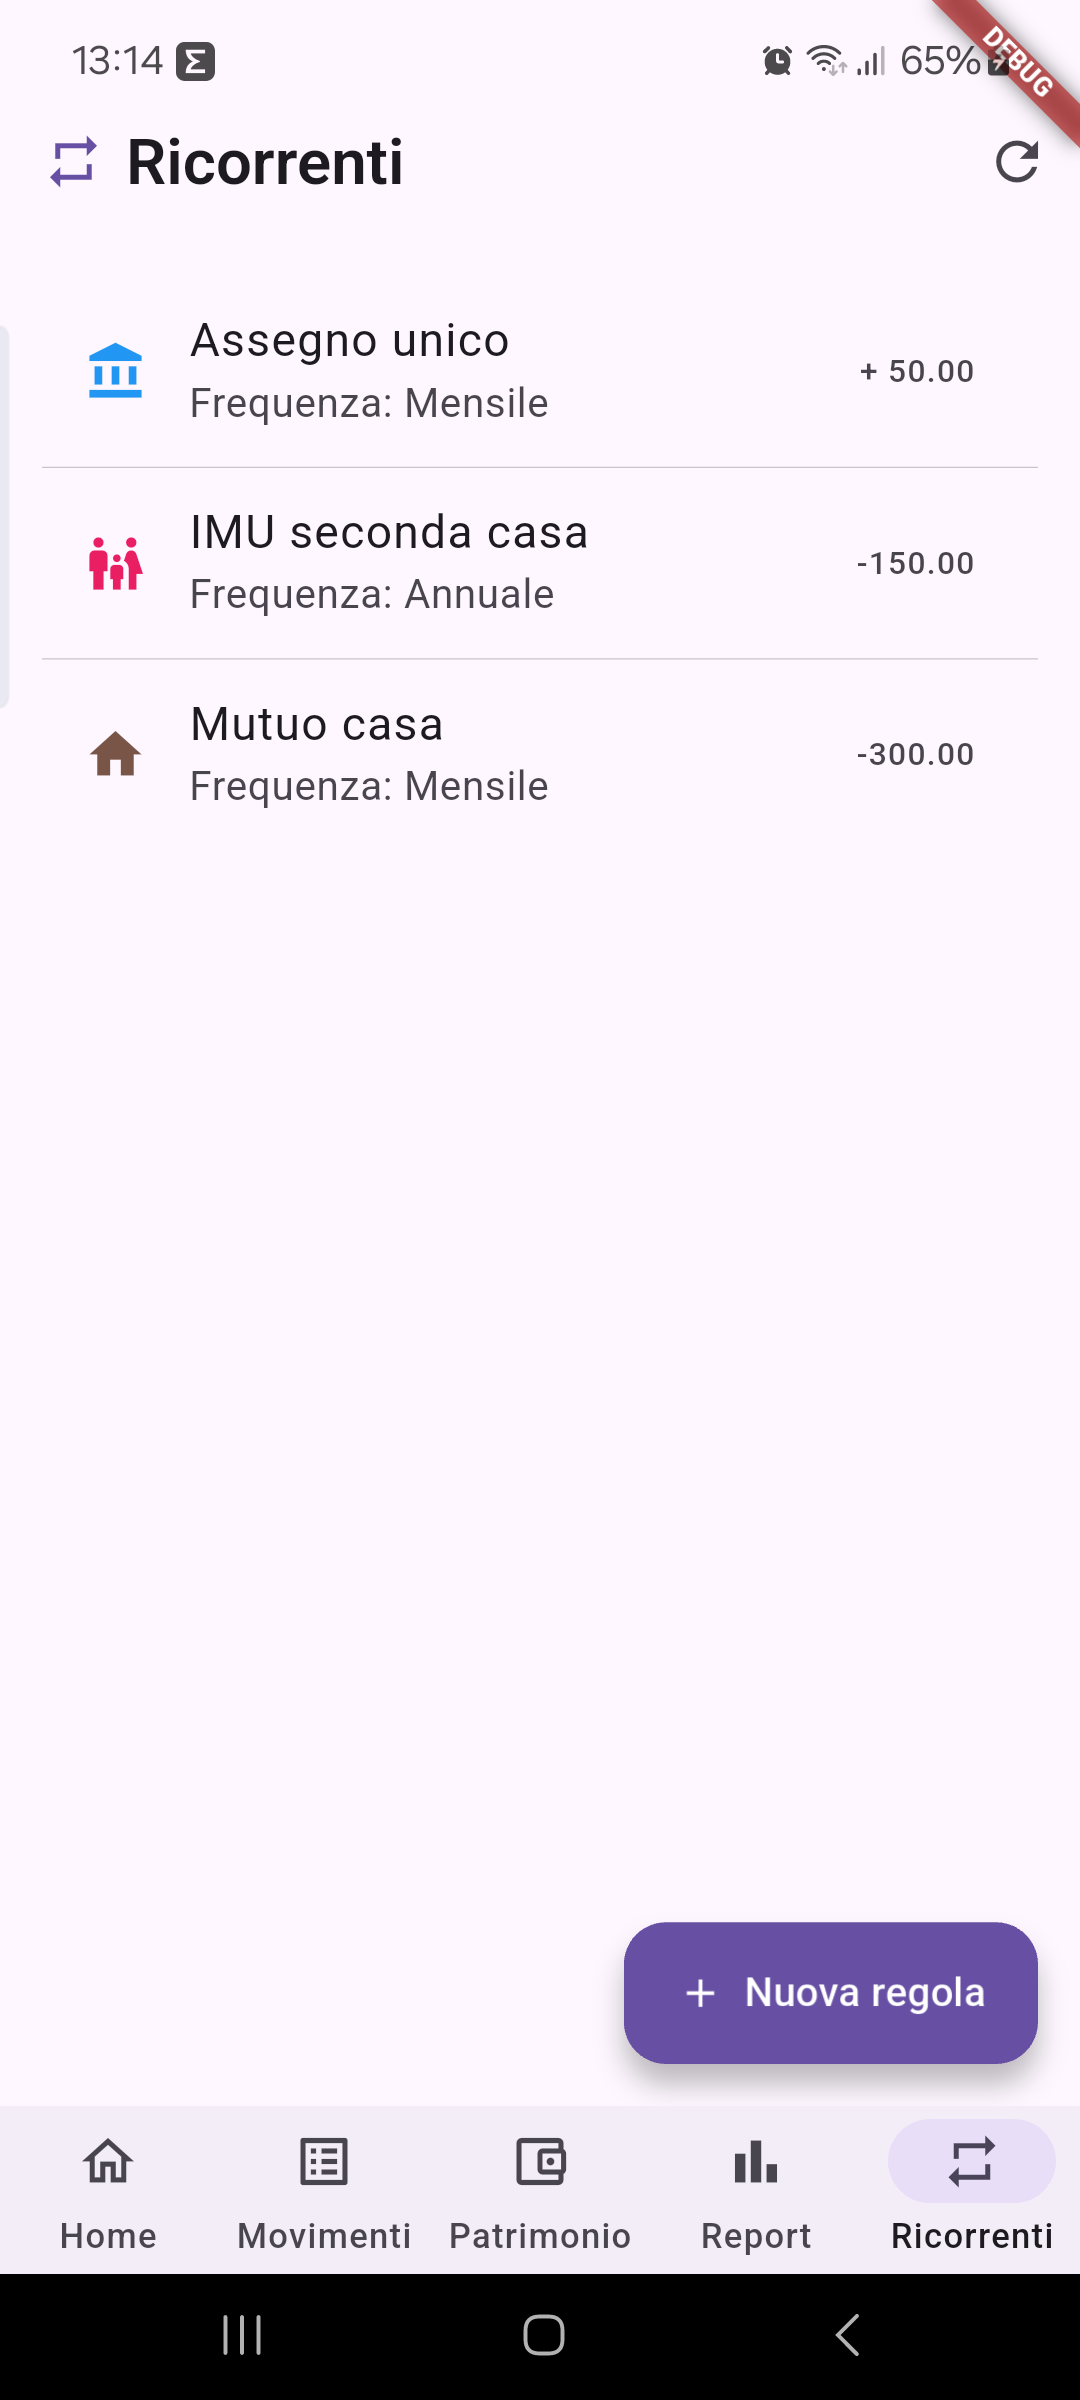 13:14
65%
DEBUG
Ricorrenti
Assegno unico
Frequenza: Mensile
+ 50.00
IMU seconda casa
Frequenza: Annuale
-150.00
Mutuo casa
Frequenza: Mensile
-300.00
+ Nuova regola
Home
Movimenti
Patrimonio
Report
Ricorrenti